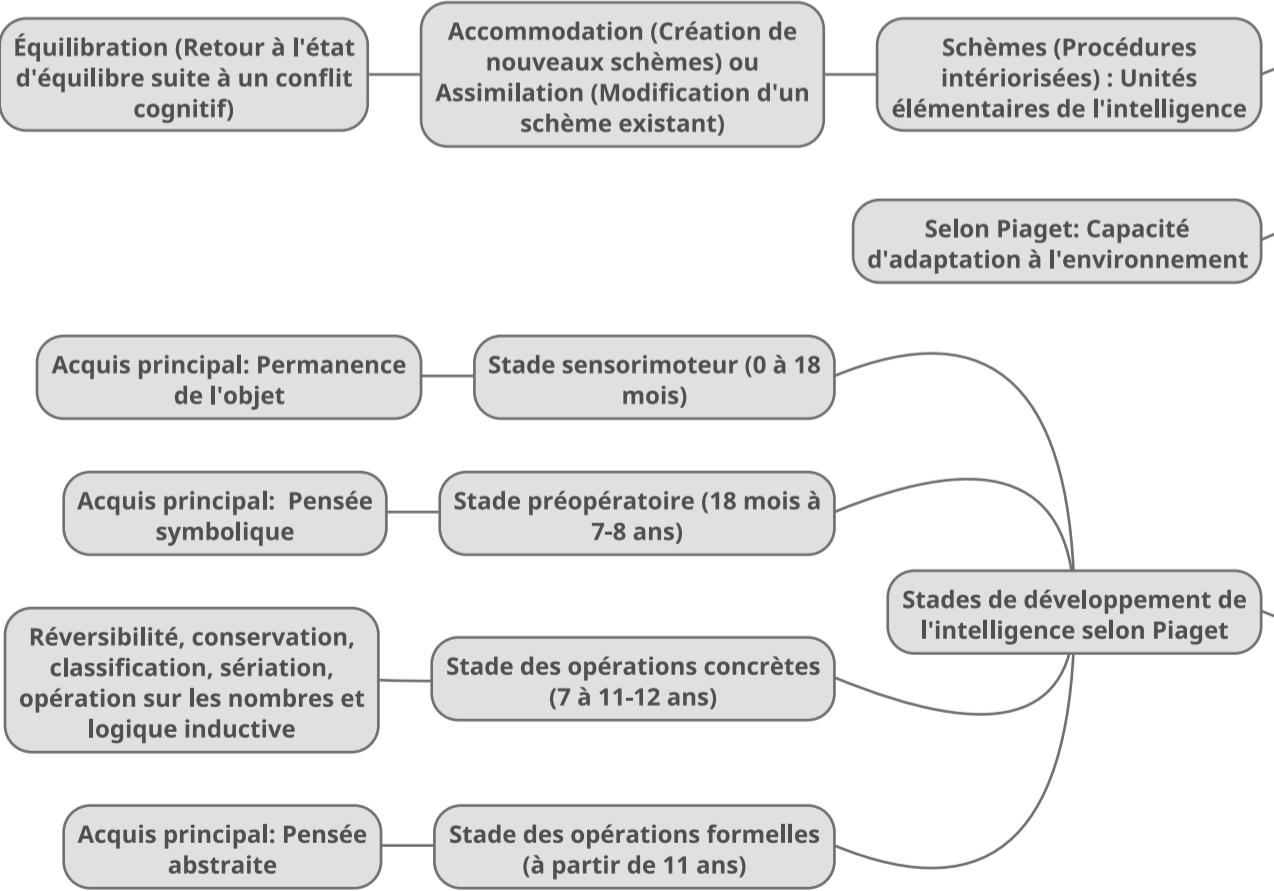 Équilibration (Retour à l'état
d'équilibre suite à un conflit
cognitif)
Accommodation (Création de
nouveaux schèmes) ou
Assimilation (Modification d'un
schème existant)
Schèmes (Procédures
intériorisées) : Unités
élémentaires de l'intelligence
Selon Piaget: Capacité
d'adaptation à l'environnement
Acquis principal: Permanence
de l'objet
Stade sensorimoteur (0 à 18
mois)
Acquis principal:  Pensée
symbolique
Stade préopératoire (18 mois à
7-8 ans)
Stades de développement de
l'intelligence selon Piaget
Réversibilité, conservation,
classification, sériation,
opération sur les nombres et
logique inductive
Stade des opérations concrètes
(7 à 11-12 ans)
Acquis principal: Pensée
abstraite
Stade des opérations formelles
(à partir de 11 ans)